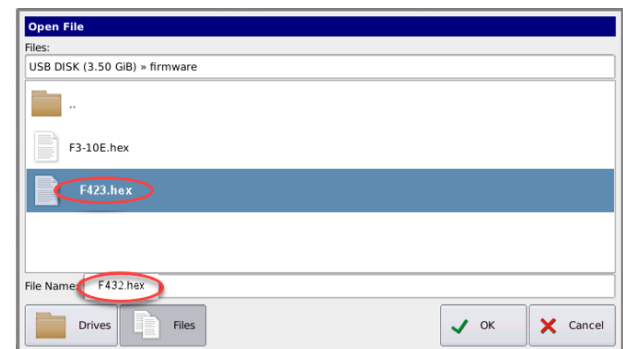 Open File
Files:
USB DISK (3.50 GiB) » firmware
..
F3-10E.hex
F423.hex
File Name: F432.hex
Drives Files OK Cancel